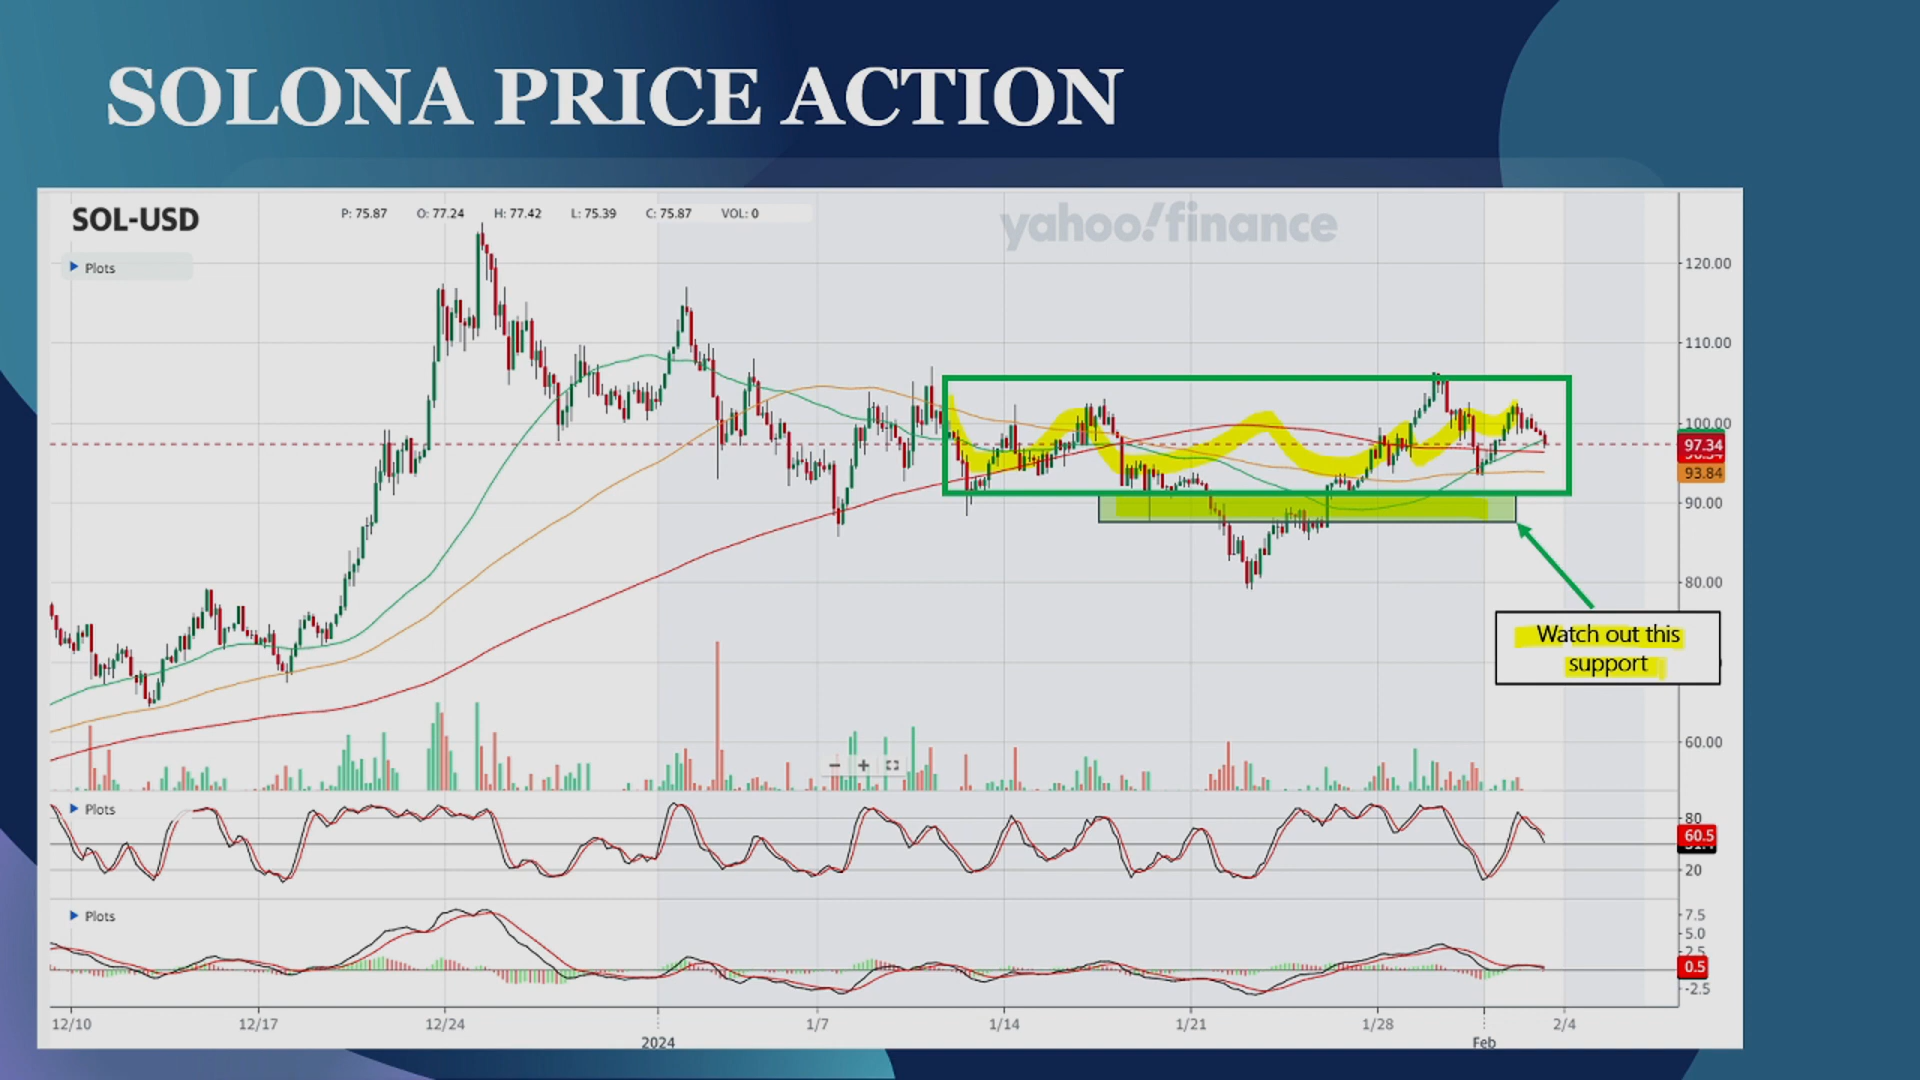 SOLONA PRICE ACTION
SOL-USD
P: 75.87 O: 77.24 H: 77.42 L: 75.39 C: 75.87 VOL: 0
yahoo!finance
Plots
120.00
110.00
100.00
97.34
93.84
90.00
80.00
Watch out this
support
60.00
Plots
80
60.5
20
Plots
7.5
5.0
2.5
0.5
-2.5
12/10 12/17 12/24 1/7 1/14 1/21 1/28 2/4
2024 Feb